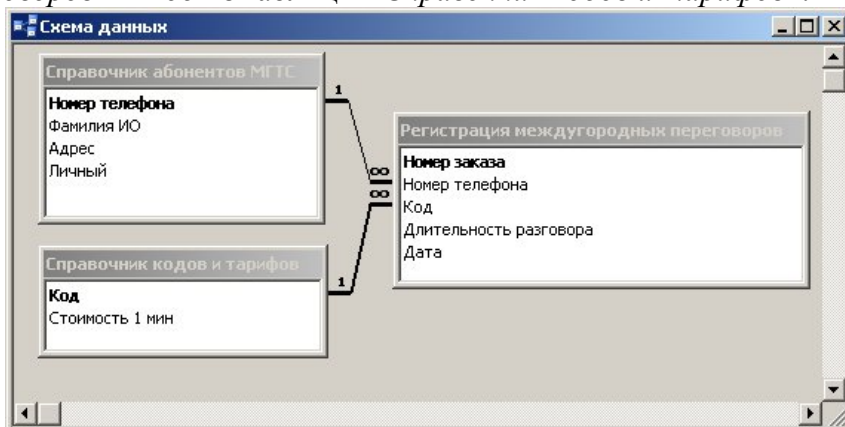 Схема данных
Справочник абонентов МГТС
Номер телефона
Фамилия ИО
Адрес
Личный
1
∞
∞
1
Регистрация междугородных переговоров
Номер заказа
Номер телефона
Код
Длительность разговора
Дата
Справочник кодов и тарифов
Код
Стоимость 1 мин